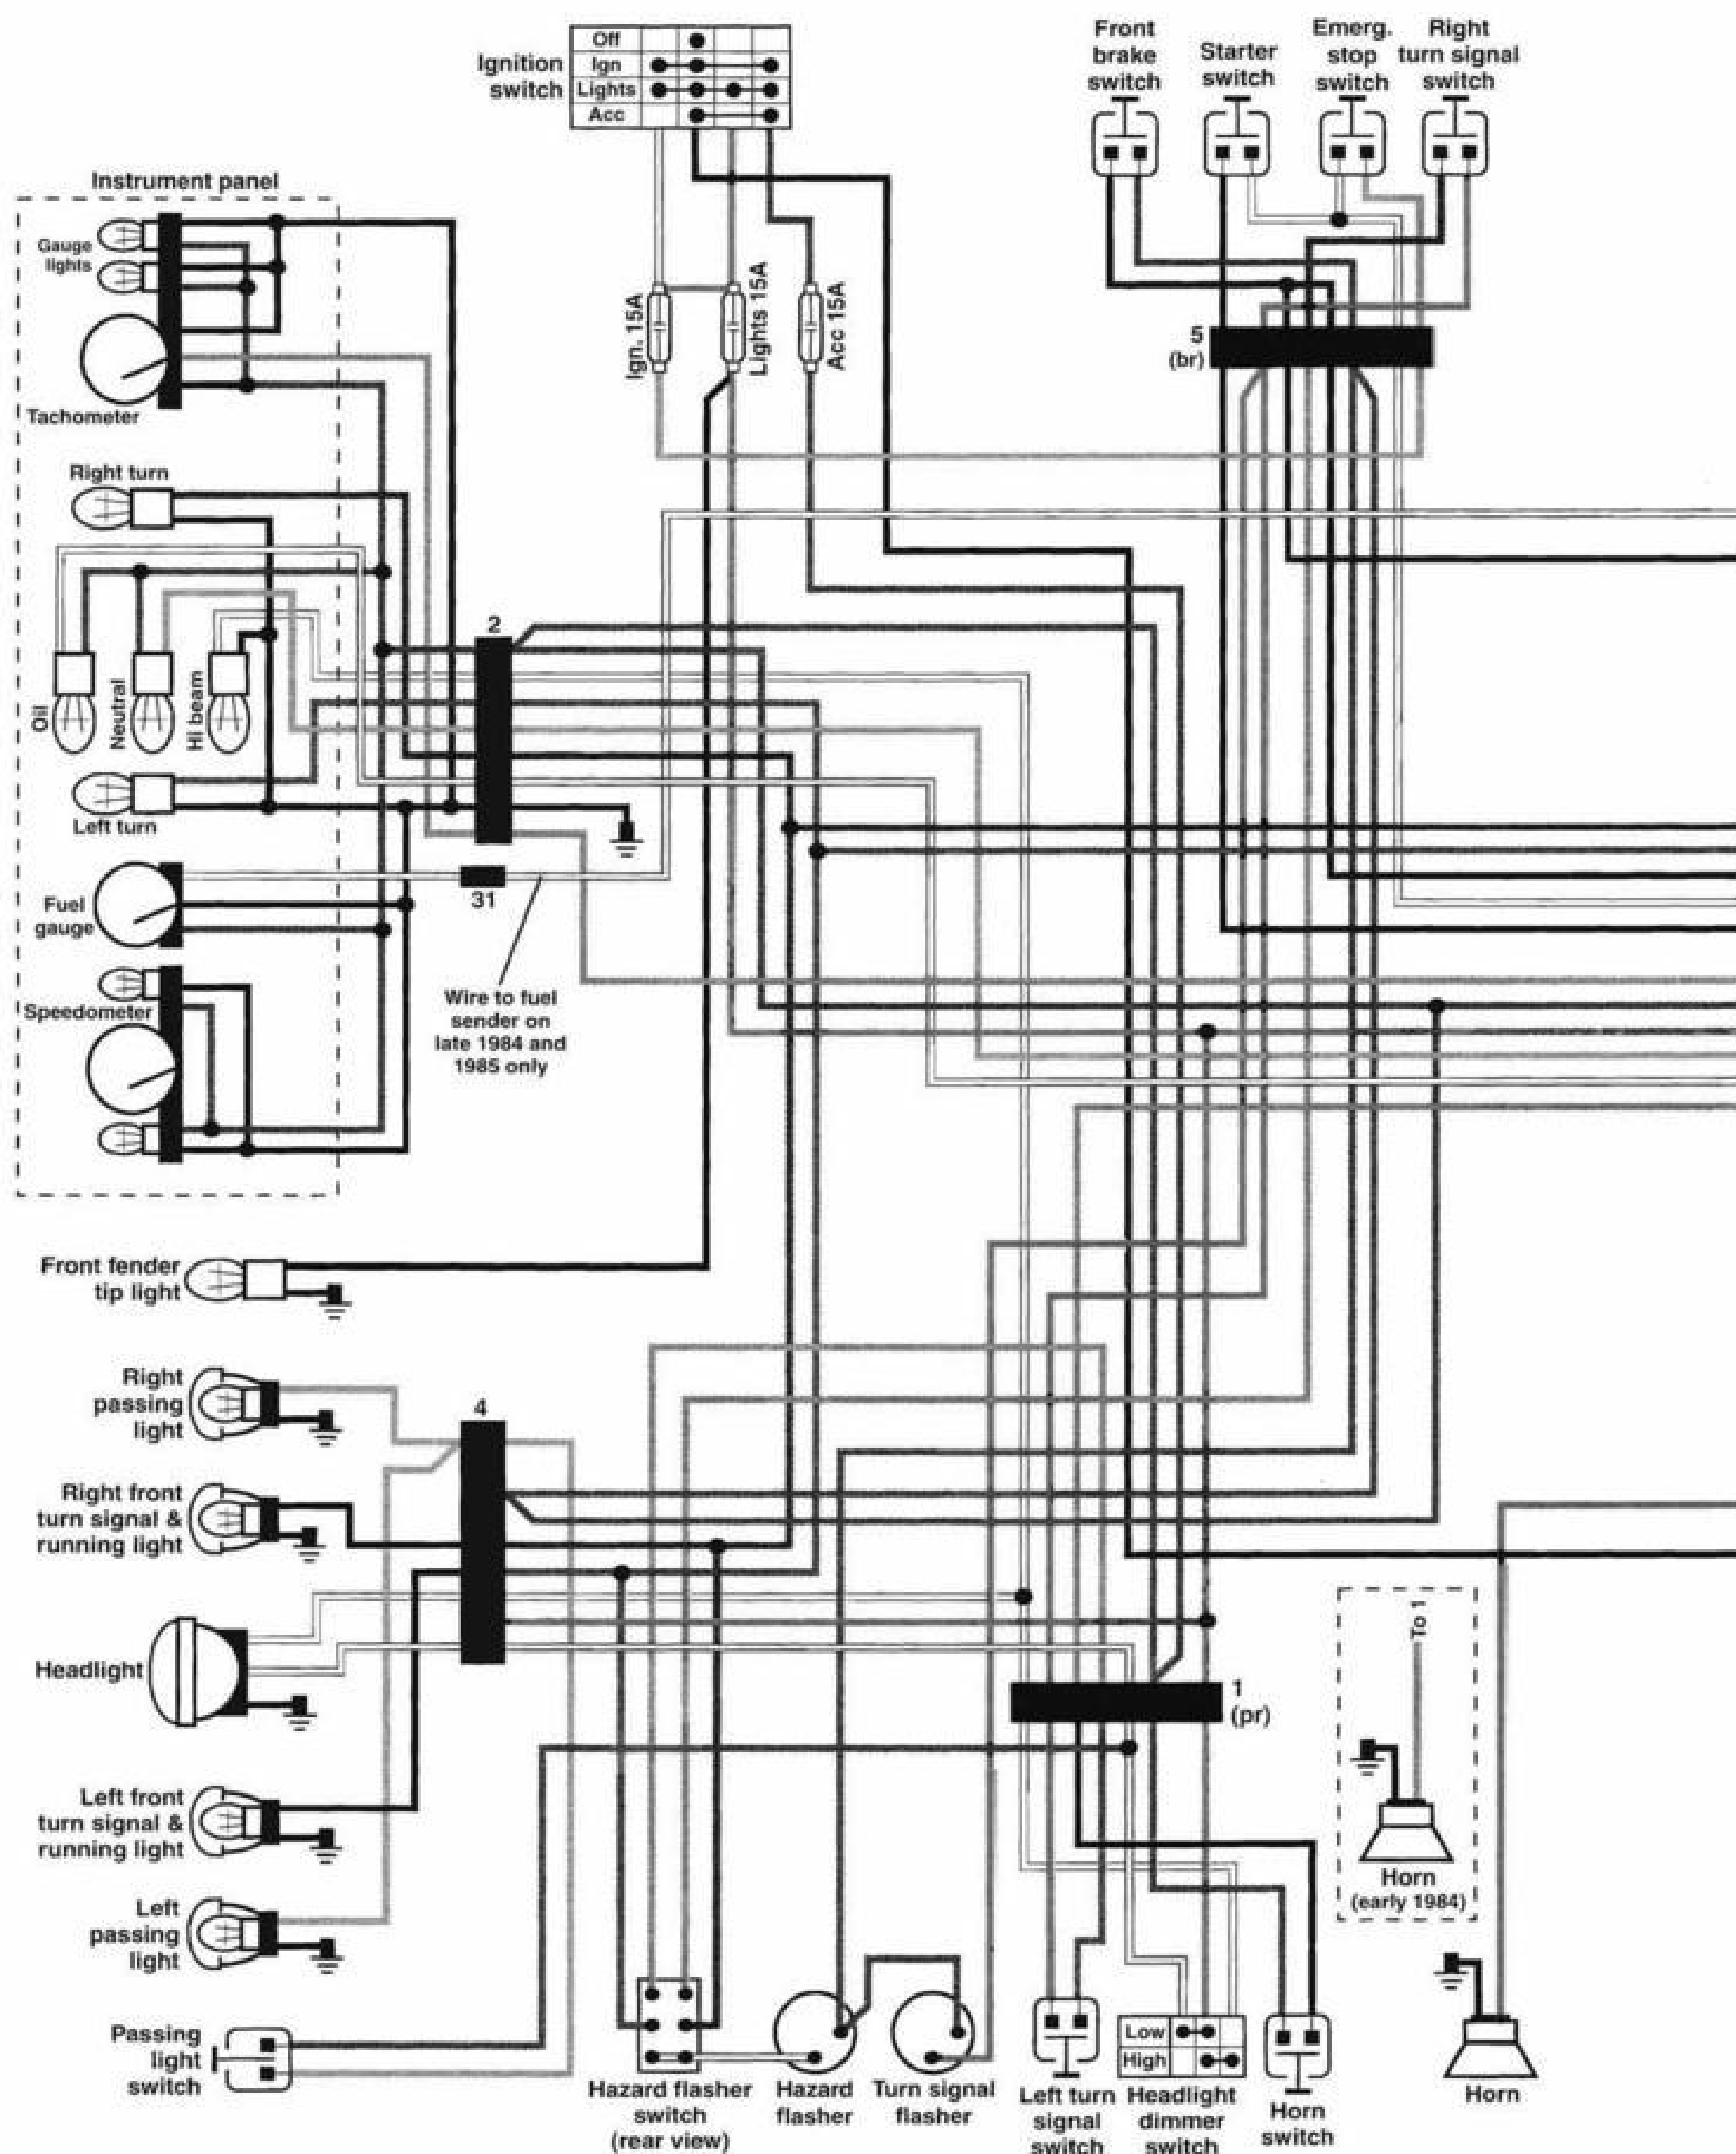 Ignition
switch
Off
Ign
Lights
Acc
Front
brake
switch
Starter
switch
Emerg.
stop
switch
Right
turn signal
switch
Instrument panel
Gauge
lights
Tachometer
Ign. 15A
Lights 15A
Acc 15A
5
(br)
Right turn
Oil
Neutral
Hi beam
Left turn
2
31
Fuel
gauge
Speedometer
Wire to fuel
sender on
late 1984 and
1985 only
Front fender
tip light
Right
passing
light
4
Right front
turn signal &
running light
Headlight
1
(pr)
To 1
Left front
turn signal &
running light
Horn
(early 1984)
Left
passing
light
Passing
light
switch
Hazard flasher
switch
(rear view)
Hazard
flasher
Turn signal
flasher
Left turn
signal
switch
Low
High
Headlight
dimmer
switch
Horn
switch
Horn